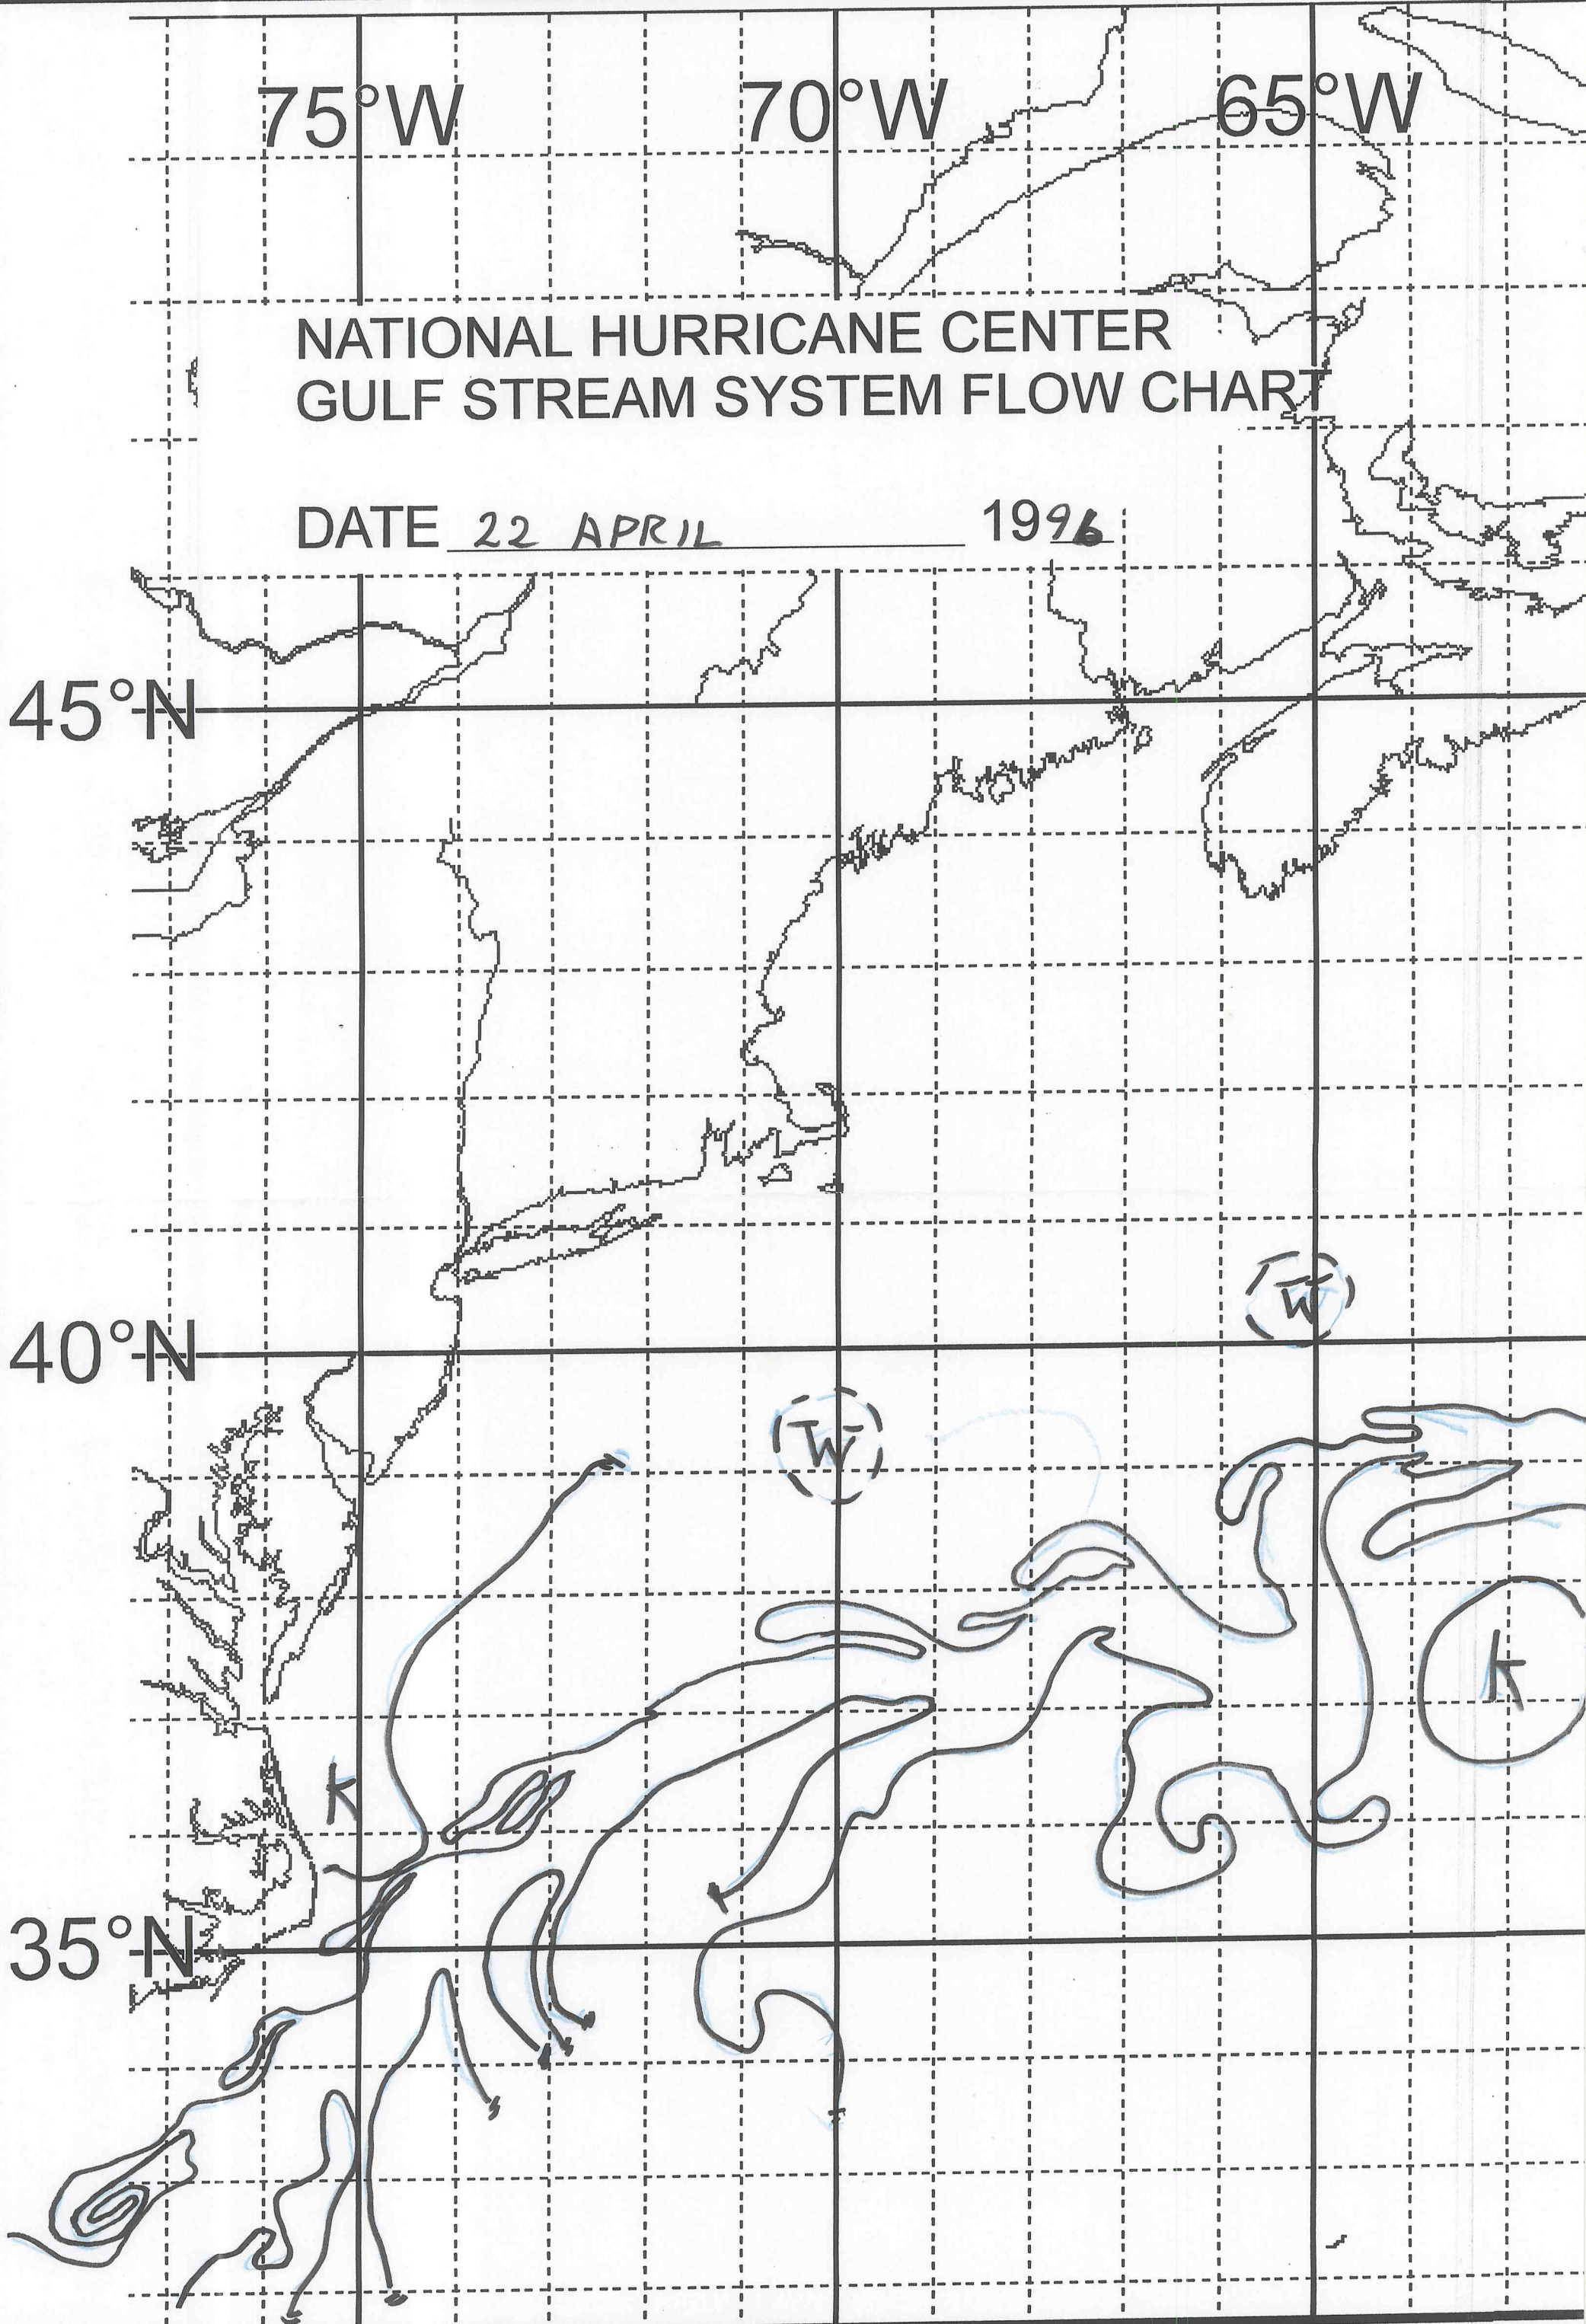 75°W 70°W 65°W
NATIONAL HURRICANE CENTER
GULF STREAM SYSTEM FLOW CHART
DATE 22 APRIL 1996
45°N
W
40°N
W
K
K
35°N